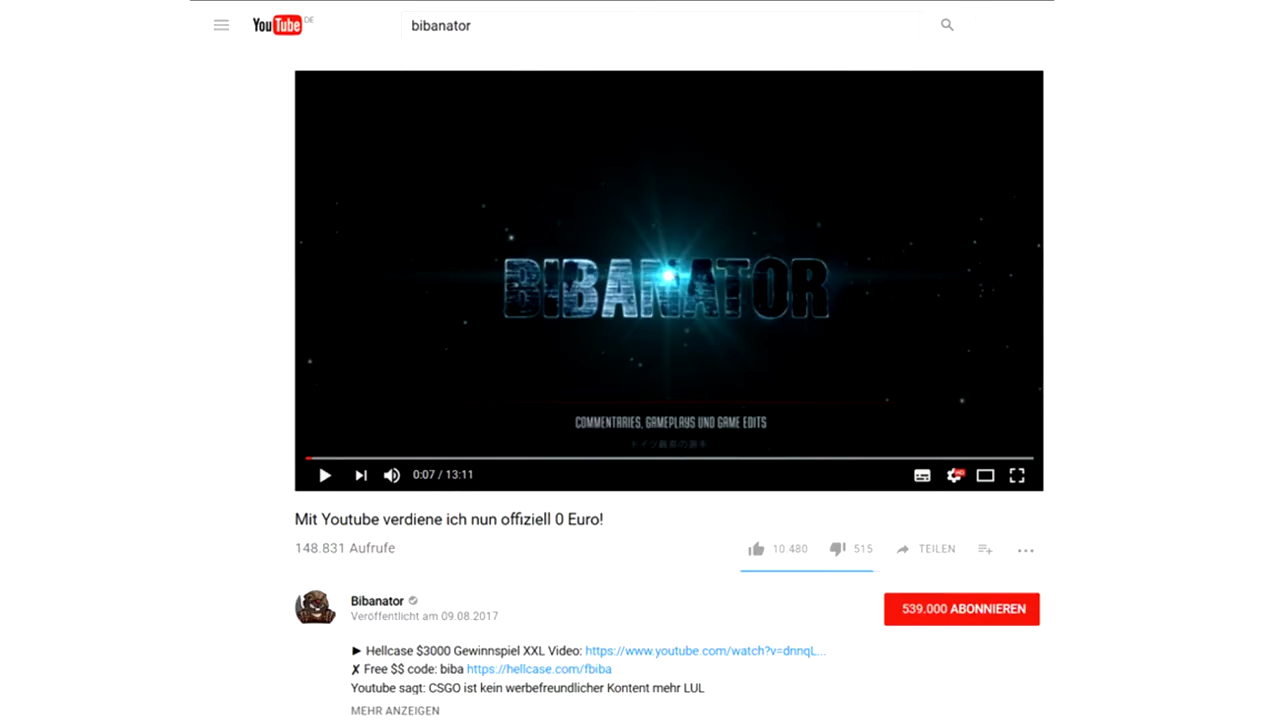 YouTube DE
bibanator
BIBANATOR
COMMENTARIES, GAMEPLAYS UND GAME EDITS
0:07 / 13:11
HD
Mit Youtube verdiene ich nun offiziell 0 Euro!
148.831 Aufrufe
10.480 515 TEILEN
Bibanator
539.000 ABONNIEREN
Veröffentlicht am 09.08.2017
► Hellcase $3000 Gewinnspiel XXL Video: https://www.youtube.com/watch?v=dnnqL...
✗ Free $$ code: biba https://hellcase.com/fbiba
Youtube sagt: CSGO ist kein werbefreundlicher Kontent mehr LUL
MEHR ANZEIGEN